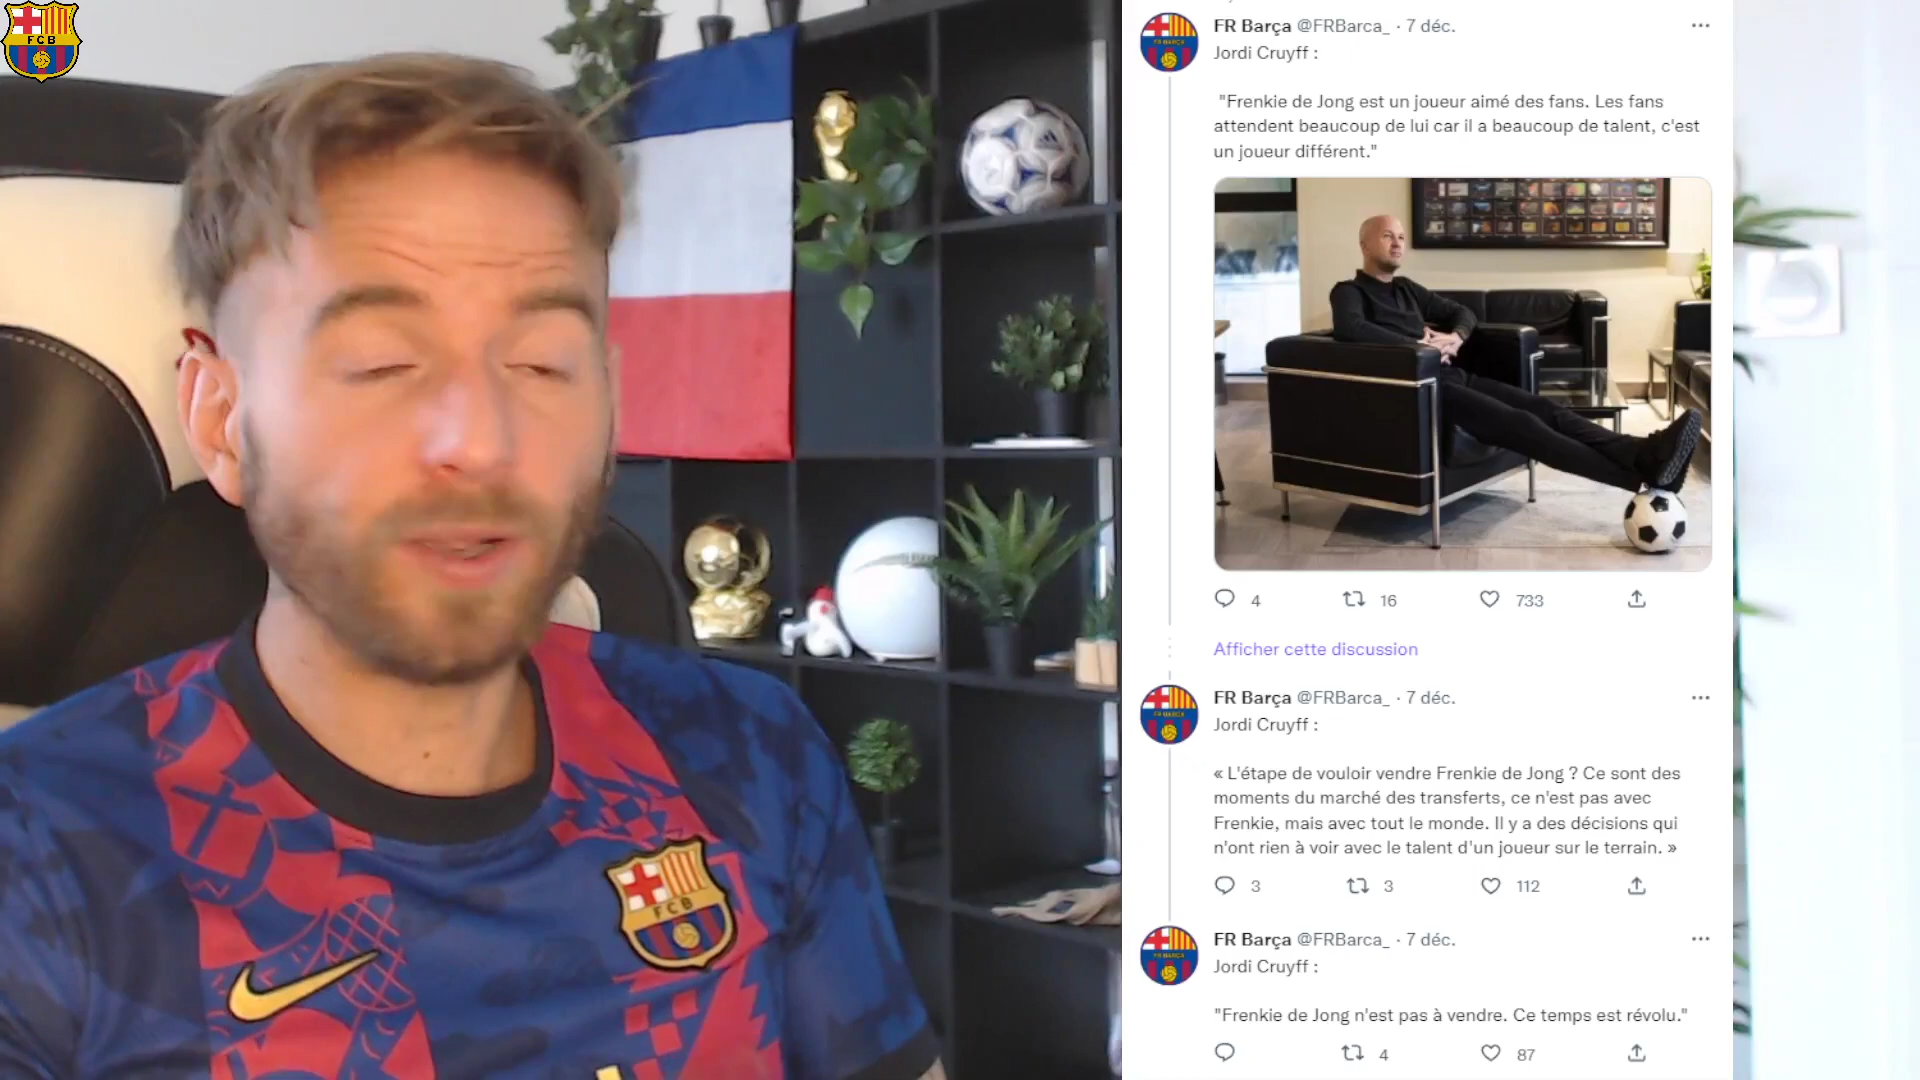 FCB
FR Barça @FRBarca_ · 7 déc.
Jordi Cruyff :
"Frenkie de Jong est un joueur aimé des fans. Les fans
attendent beaucoup de lui car il a beaucoup de talent, c'est
un joueur différent."
4 16 733
Afficher cette discussion
FR Barça @FRBarca_ · 7 déc.
Jordi Cruyff :
« L'étape de vouloir vendre Frenkie de Jong ? Ce sont des
moments du marché des transferts, ce n'est pas avec
Frenkie, mais avec tout le monde. Il y a des décisions qui
n'ont rien à voir avec le talent d'un joueur sur le terrain. »
3 3 112
FR Barça @FRBarca_ · 7 déc.
Jordi Cruyff :
"Frenkie de Jong n'est pas à vendre. Ce temps est révolu."
4 87
FCB